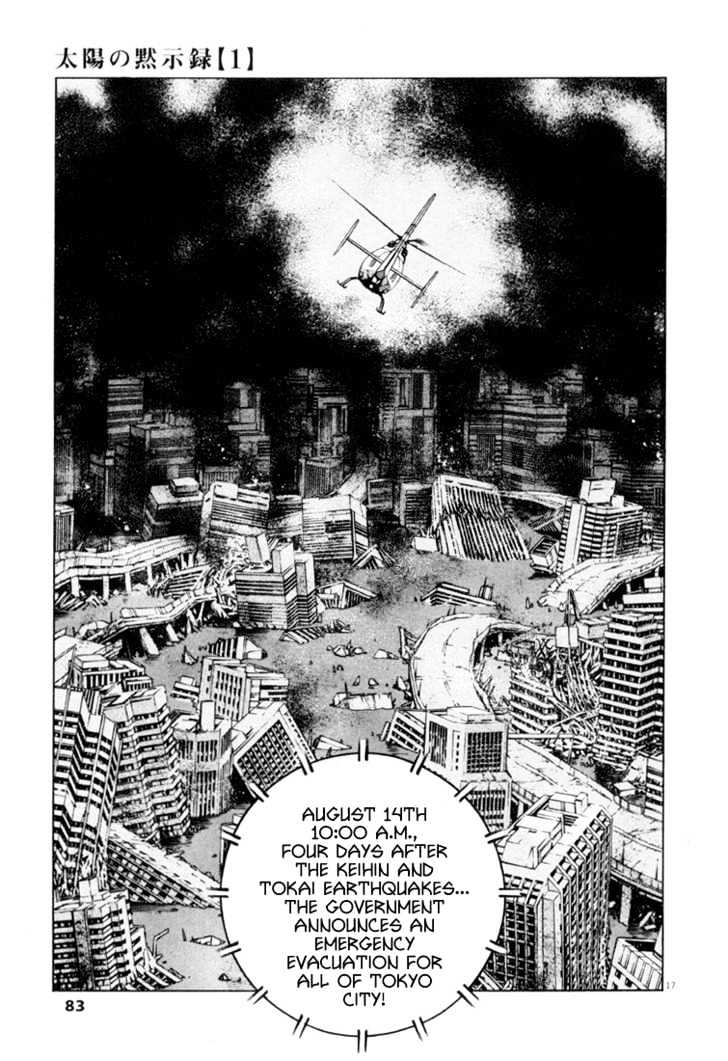 太陽の黙示録【1】
AUGUST 14TH
10:00 A.M.,
FOUR DAYS AFTER
THE KEIHIN AND
TOKAI EARTHQUAKES...
THE GOVERNMENT
ANNOUNCES AN
EMERGENCY
EVACUATION FOR
ALL OF TOKYO
CITY!
17
83